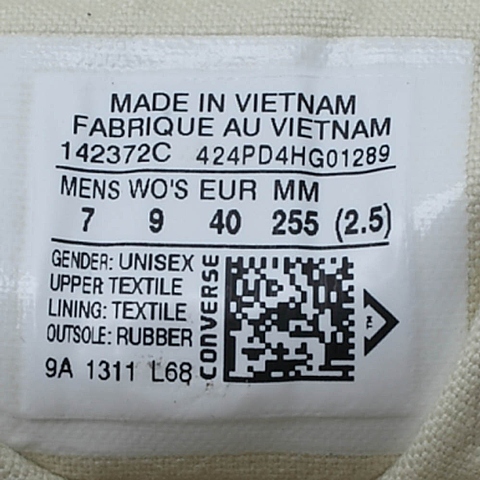 MADE IN VIETNAM
FABRIQUE AU VIETNAM
142372C 424PD4HG01289
MENS WO'S EUR MM
7 9 40 255 (2.5)
GENDER: UNISEX
UPPER: TEXTILE
LINING: TEXTILE
OUTSOLE: RUBBER
9A 1311 L68
CONVERSE
TM